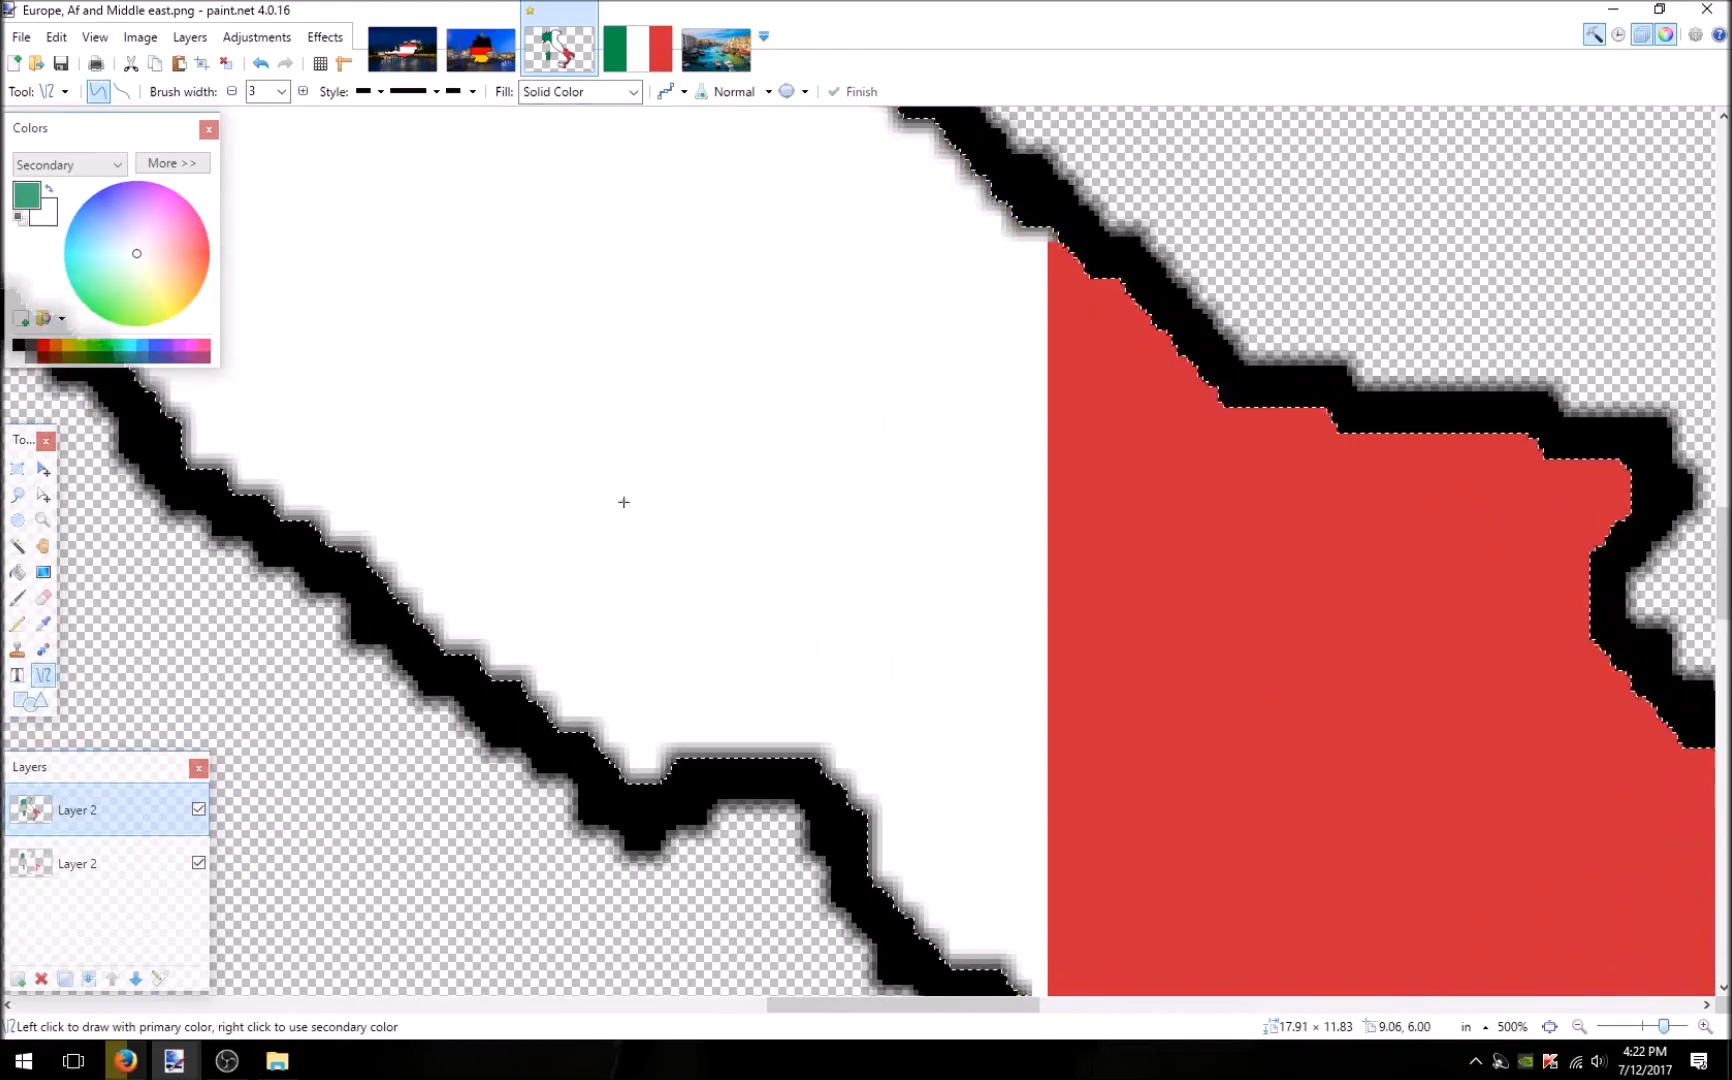 Europe, Af and Middle east.png - paint.net 4.0.16
File Edit View Image Layers Adjustments Effects
Tool: Brush width: 3 Style: Fill: Solid Color Normal Finish
Colors
Secondary More >>
To...
Layers
Layer 2
Layer 2
Left click to draw with primary color, right click to use secondary color
17.91 × 11.83 9.06, 6.00 in 500%
4:22 PM
7/12/2017